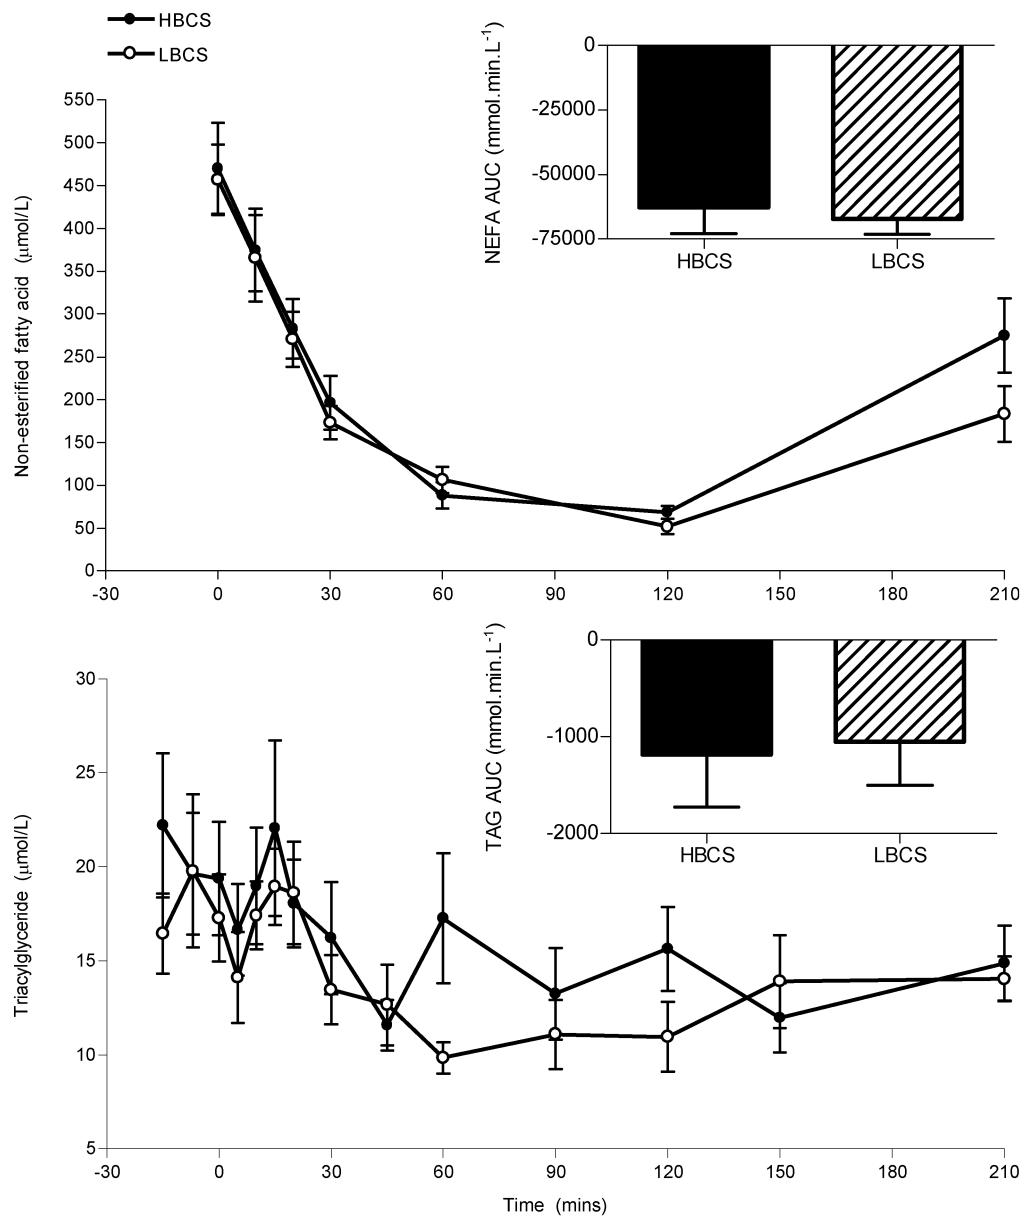 HBCS
LBCS
NEFA AUC (mmol.min.L-1)
0
-25000
-50000
-75000
HBCS LBCS
Non-esterified fatty acid (μmol/L)
550
500
450
400
350
300
250
200
150
100
50
0
-30 0 30 60 90 120 150 180 210
TAG AUC (mmol.min.L-1)
0
-1000
-2000
HBCS LBCS
Triacylglyceride (μmol/L)
30
25
20
15
10
5
-30 0 30 60 90 120 150 180 210
Time (mins)